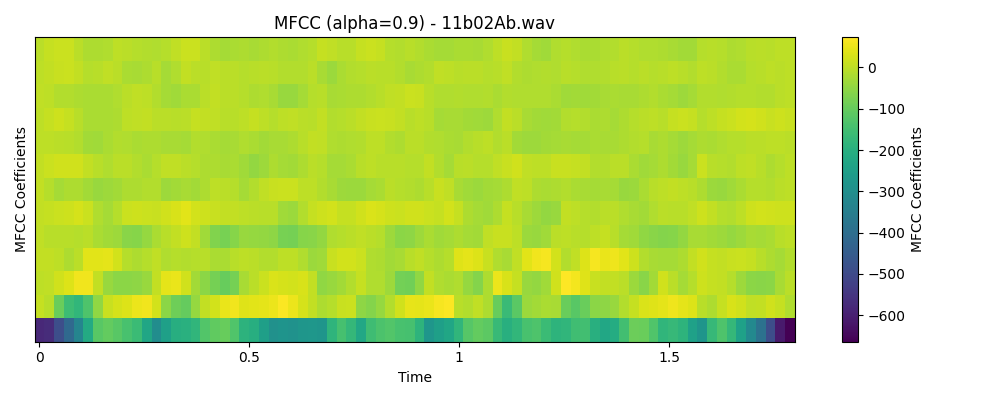 MFCC (alpha=0.9) - 11b02Ab.wav
MFCC Coefficients
0
0.5
1
1.5
Time
0
−100
−200
−300
−400
−500
−600
MFCC Coefficients